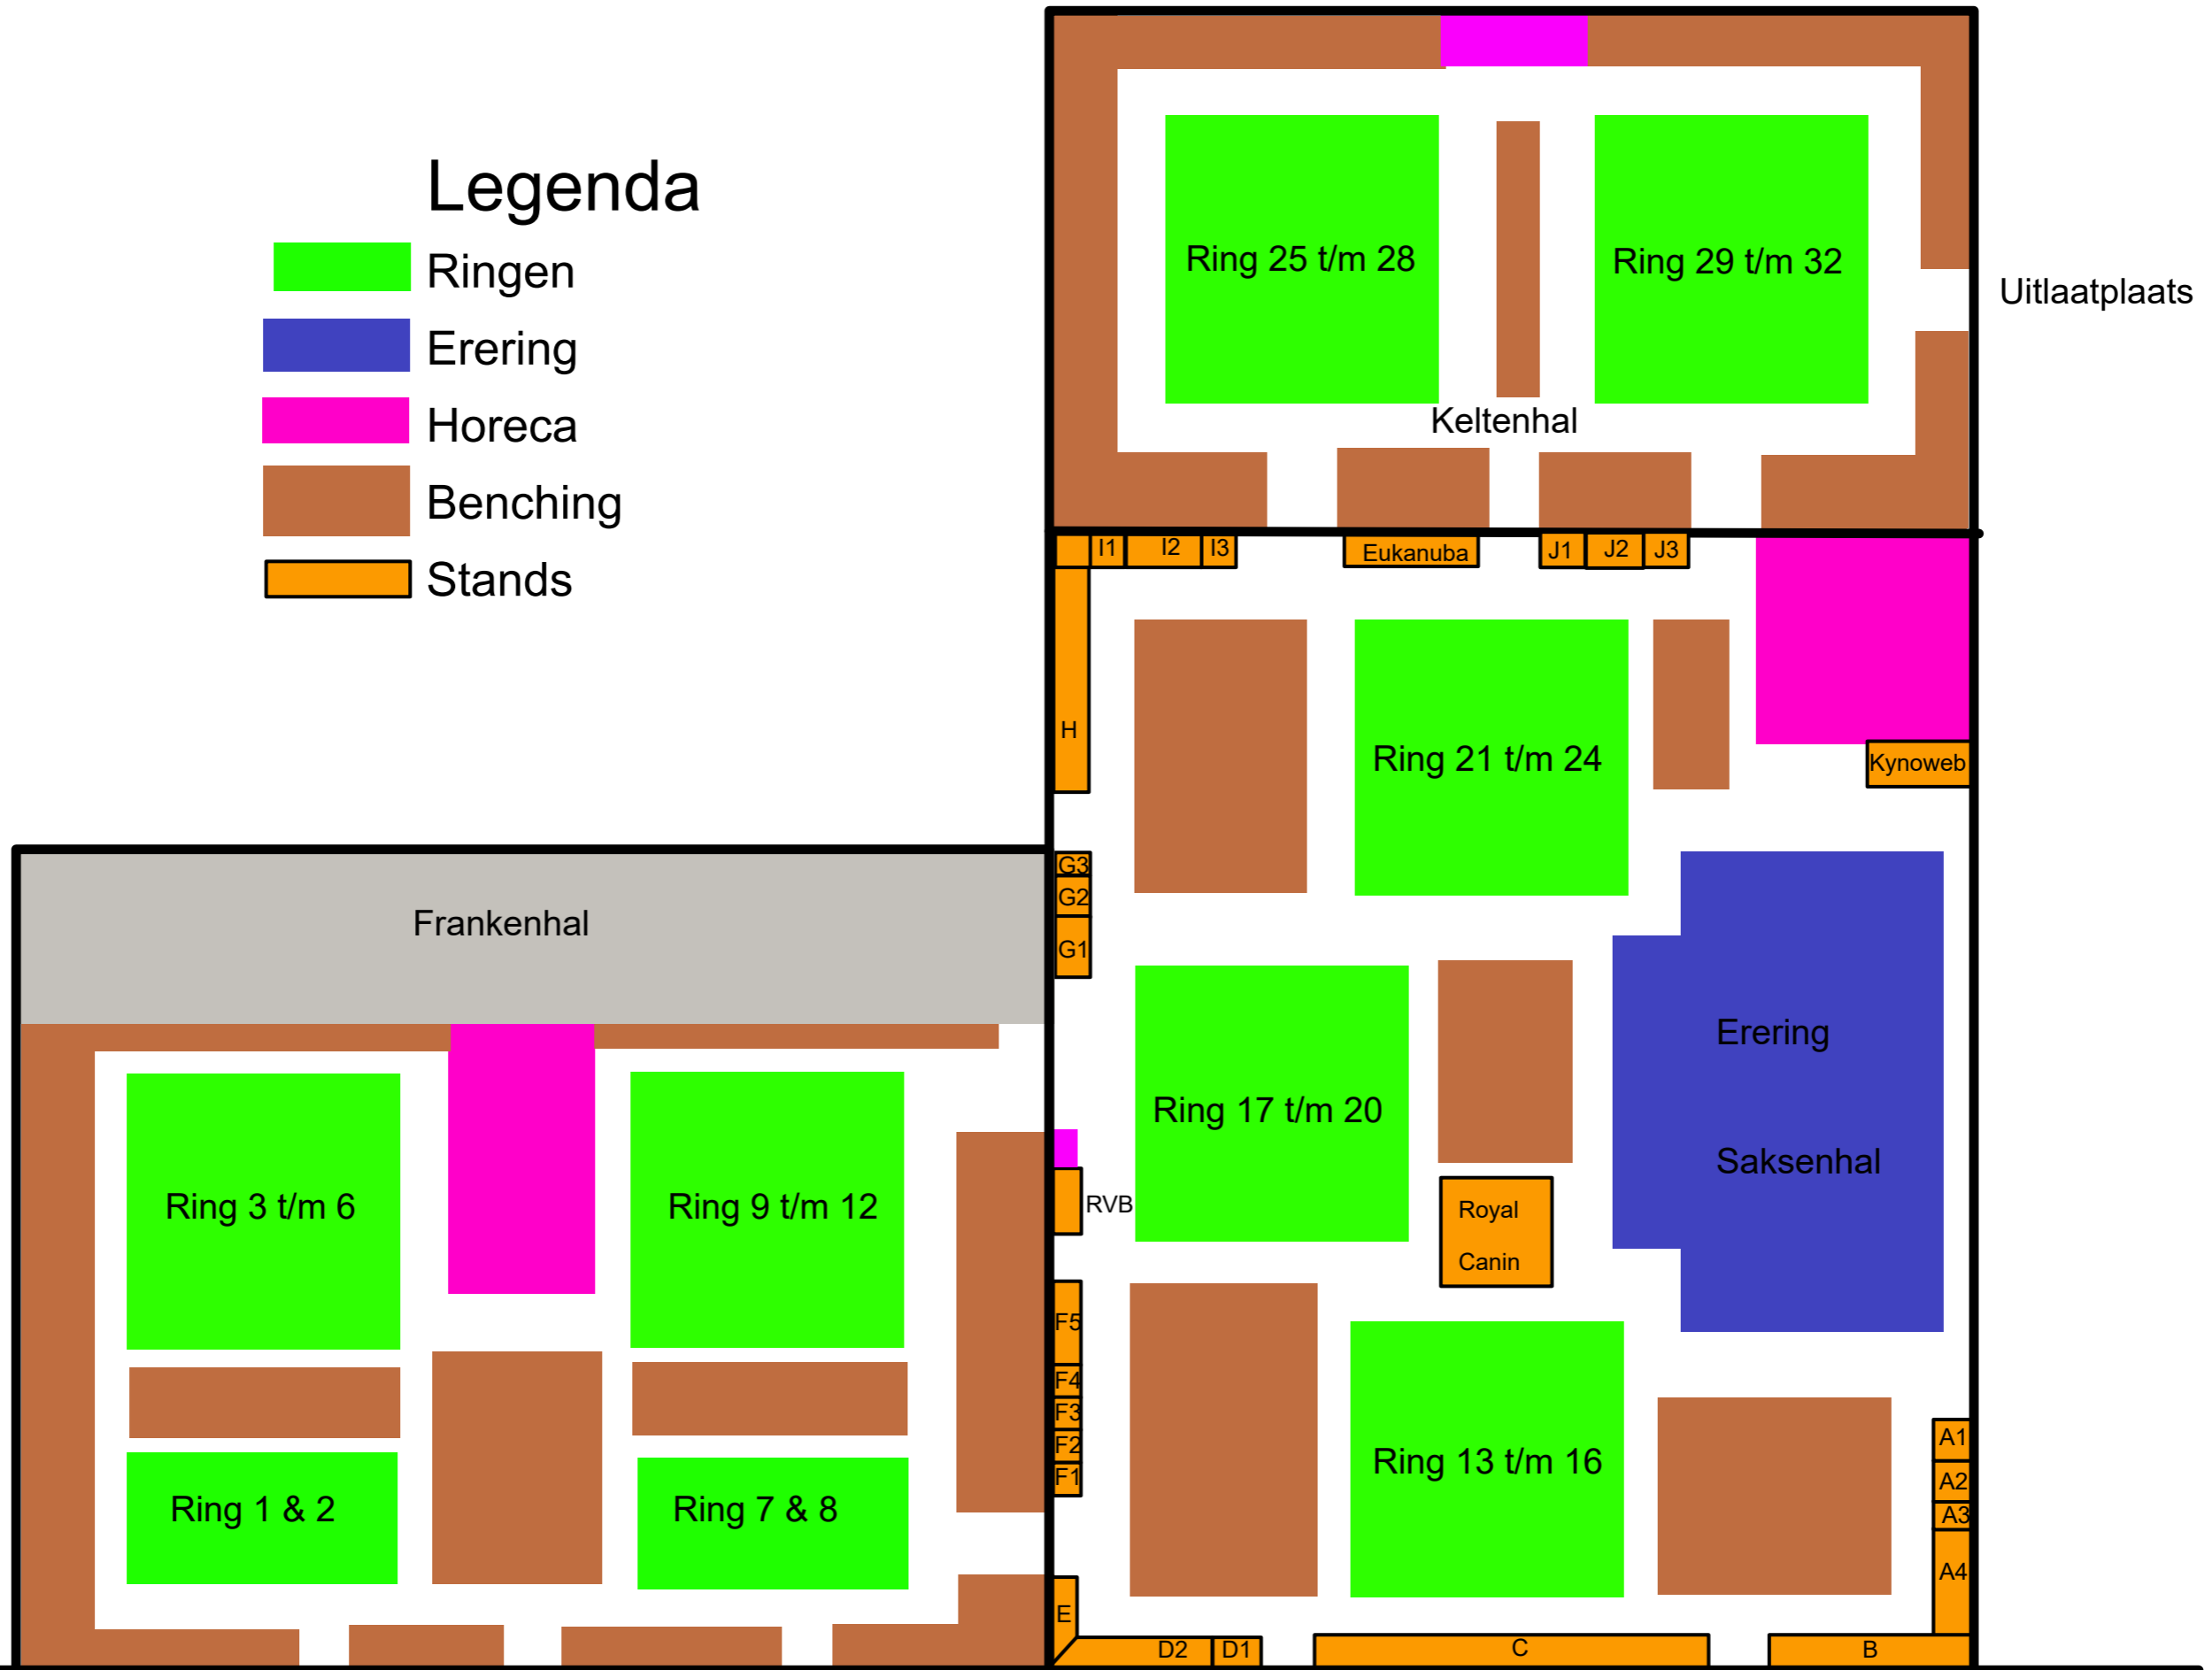 Legenda
Ringen
Erering
Horeca
Benching
Stands
Ring 25 t/m 28
Ring 29 t/m 32
Uitlaatplaats
Keltenhal
I1
I2
I3
Eukanuba
J1
J2
J3
H
Ring 21 t/m 24
Kynoweb
G3
G2
G1
Frankenhal
Erering
Saksenhal
Ring 17 t/m 20
RVB
Royal
Canin
Ring 3 t/m 6
Ring 9 t/m 12
F5
F4
F3
F2
F1
Ring 13 t/m 16
A1
A2
A3
A4
Ring 1 & 2
Ring 7 & 8
E
D2
D1
C
B